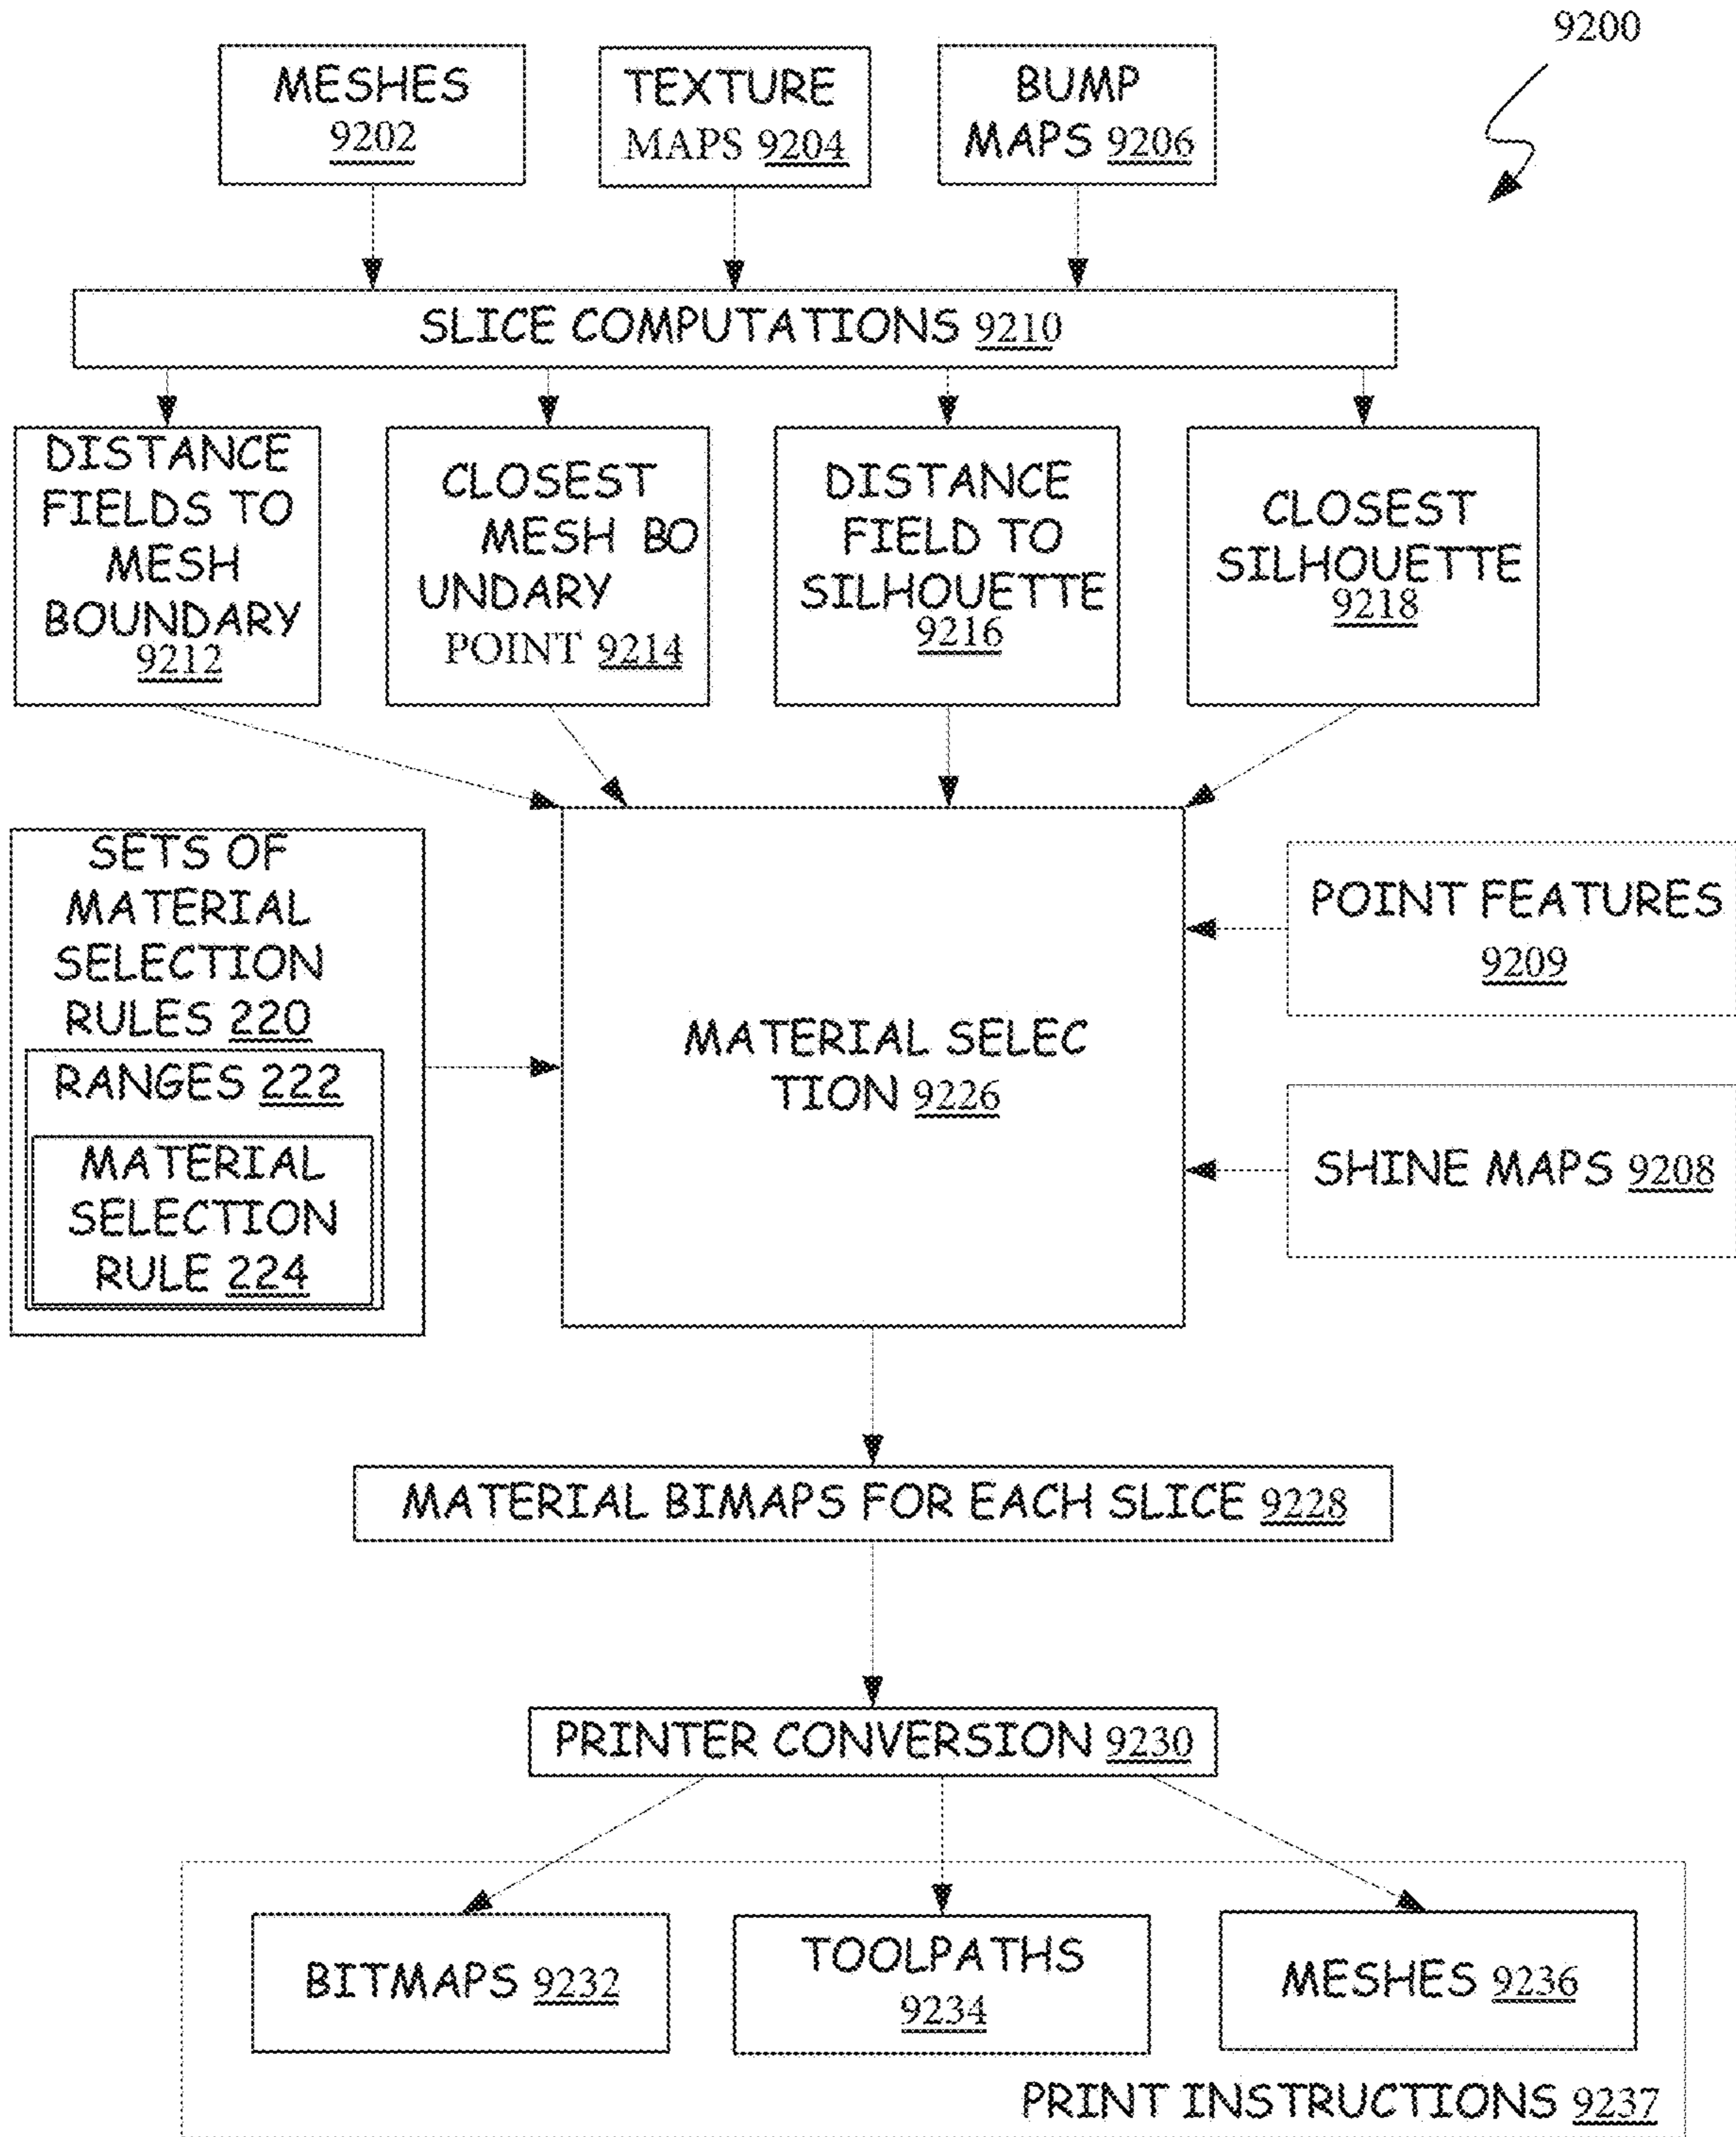 9200
MESHES
9202
TEXTURE
MAPS 9204
BUMP
MAPS 9206
SLICE COMPUTATIONS 9210
DISTANCE
FIELDS TO
MESH
BOUNDARY
9212
CLOSEST
MESH BO
UNDARY
POINT 9214
DISTANCE
FIELD TO
SILHOUETTE
9216
CLOSEST
SILHOUETTE
9218
SETS OF
MATERIAL
SELECTION
RULES 220
RANGES 222
MATERIAL
SELECTION
RULE 224
MATERIAL SELEC
TION 9226
POINT FEATURES
9209
SHINE MAPS 9208
MATERIAL BIMAPS FOR EACH SLICE 9228
PRINTER CONVERSION 9230
BITMAPS 9232
TOOLPATHS
9234
MESHES 9236
PRINT INSTRUCTIONS 9237